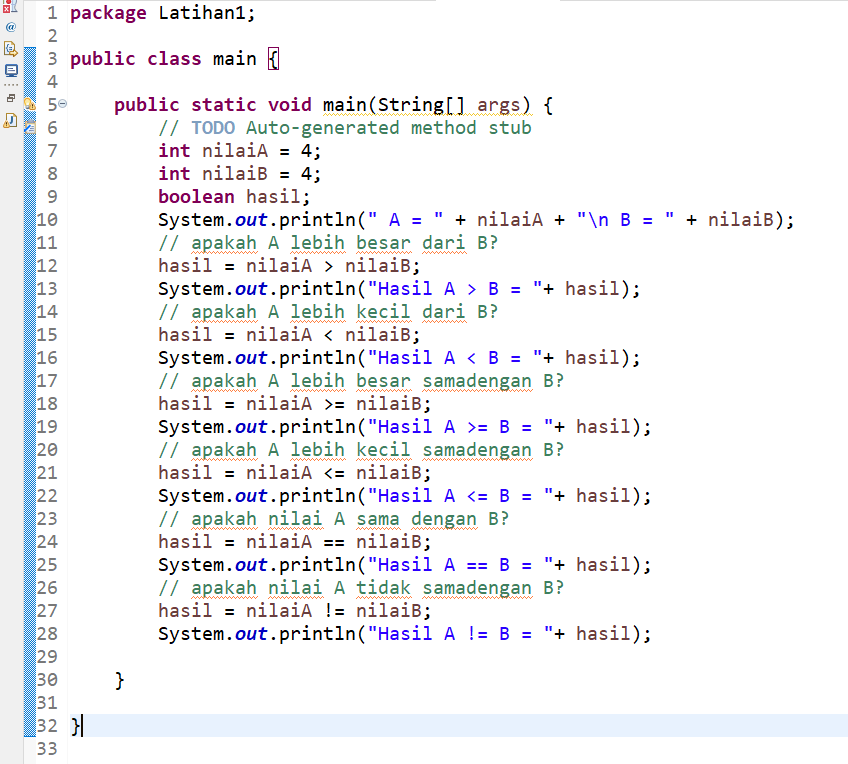 1 package Latihan1;
2
3 public class main {
4
5 public static void main(String[] args) {
6 // TODO Auto-generated method stub
7 int nilaiA = 4;
8 int nilaiB = 4;
9 boolean hasil;
10 System.out.println(" A = " + nilaiA + "\n B = " + nilaiB);
11 // apakah A lebih besar dari B?
12 hasil = nilaiA > nilaiB;
13 System.out.println("Hasil A > B = "+ hasil);
14 // apakah A lebih kecil dari B?
15 hasil = nilaiA < nilaiB;
16 System.out.println("Hasil A < B = "+ hasil);
17 // apakah A lebih besar samadengan B?
18 hasil = nilaiA >= nilaiB;
19 System.out.println("Hasil A >= B = "+ hasil);
20 // apakah A lebih kecil samadengan B?
21 hasil = nilaiA <= nilaiB;
22 System.out.println("Hasil A <= B = "+ hasil);
23 // apakah nilai A sama dengan B?
24 hasil = nilaiA == nilaiB;
25 System.out.println("Hasil A == B = "+ hasil);
26 // apakah nilai A tidak samadengan B?
27 hasil = nilaiA != nilaiB;
28 System.out.println("Hasil A != B = "+ hasil);
29
30 }
31
32 }
33